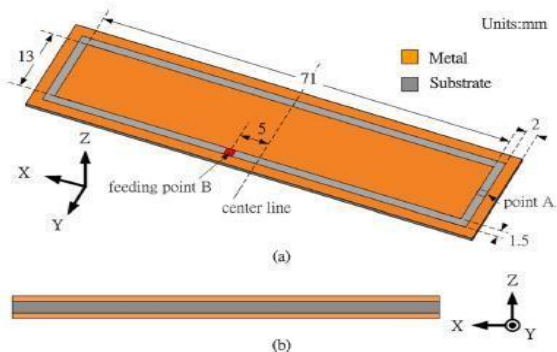 Units:mm
13
71
Metal
Substrate
5
2
Z
X
Y
feeding point B
center line
point A
1.5
(a)
Z
X
Y
(b)